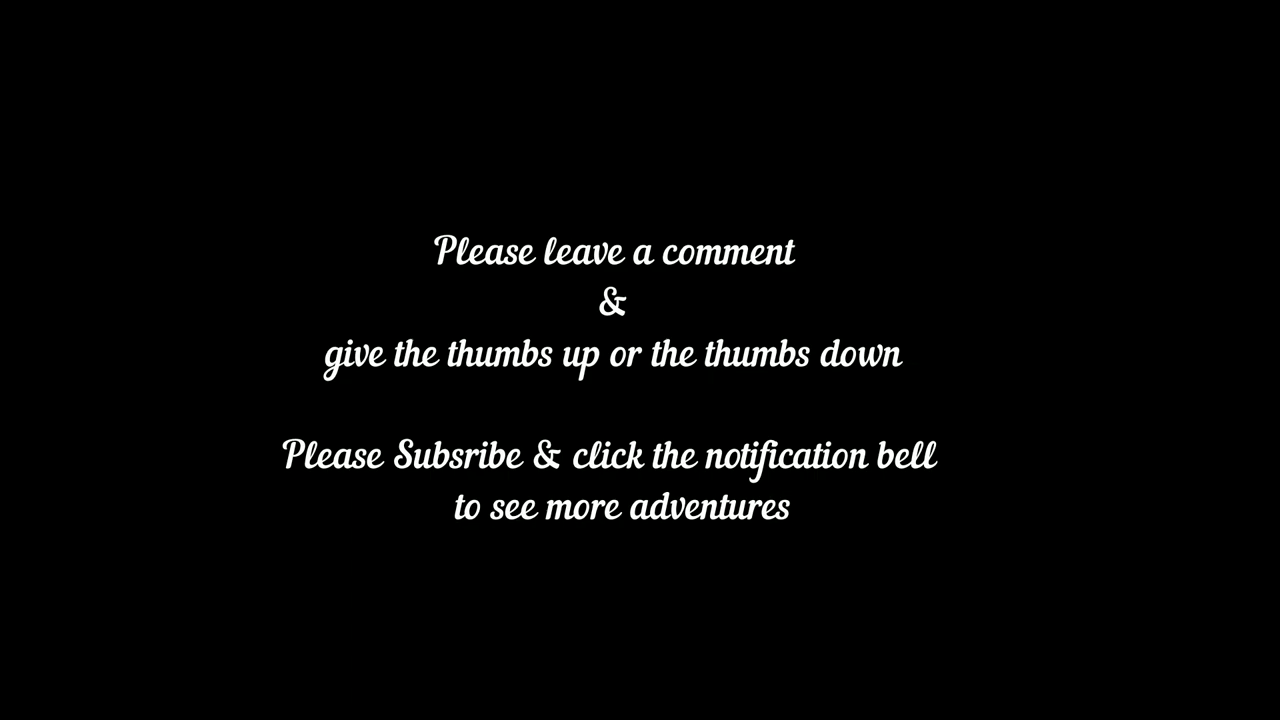 Please leave a comment
&
give the thumbs up or the thumbs down
Please Subsribe & click the notification bell
to see more adventures